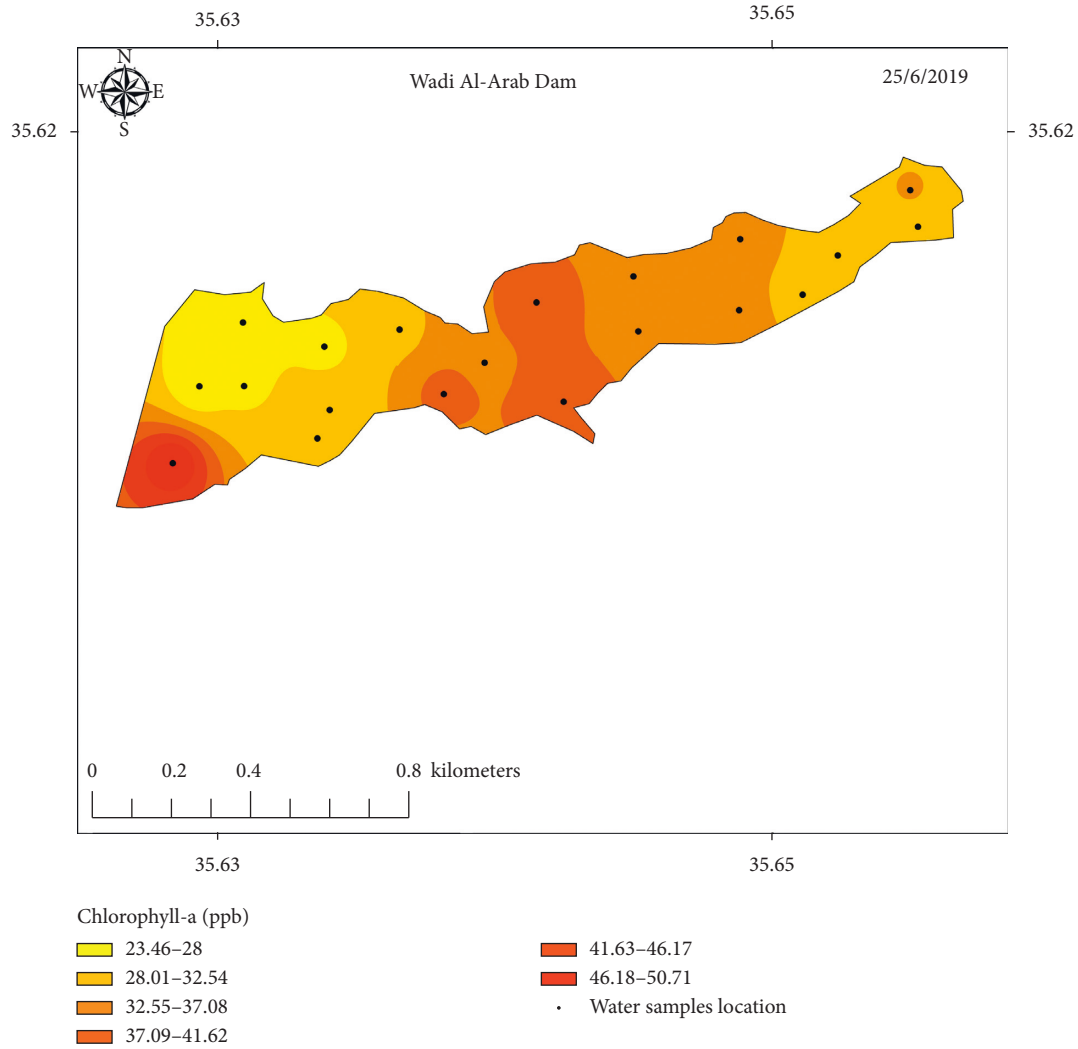 35.63 35.65
N
W E
S
Wadi Al-Arab Dam
25/6/2019
35.62 35.62
0 0.2 0.4 0.8 kilometers
35.63 35.65
Chlorophyll-a (ppb)
23.46–28
28.01–32.54
32.55–37.08
37.09–41.62
41.63–46.17
46.18–50.71
Water samples location